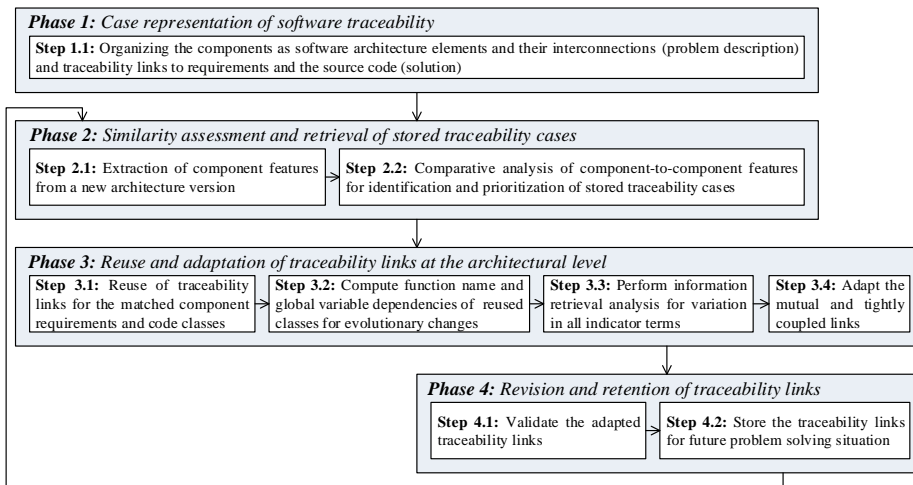 Phase 1: Case representation of software traceability
Step 1.1: Organizing the components as software architecture elements and their interconnections (problem description)
and traceability links to requirements and the source code (solution)
Phase 2: Similarity assessment and retrieval of stored traceability cases
Step 2.1: Extraction of component features
from a new architecture version
Step 2.2: Comparative analysis of component-to-component features
for identification and prioritization of stored traceability cases
Phase 3: Reuse and adaptation of traceability links at the architectural level
Step 3.1: Reuse of traceability
links for the matched component
requirements and code classes
Step 3.2: Compute function name and
global variable dependencies of
reused classes for evolutionary changes
Step 3.3: Perform information
retrieval analysis for variation
in all indicator terms
Step 3.4: Adapt the
mutual and tightly
coupled links
Phase 4: Revision and retention of traceability links
Step 4.1: Validate the adapted
traceability links
Step 4.2: Store the traceability links
for future problem solving situation